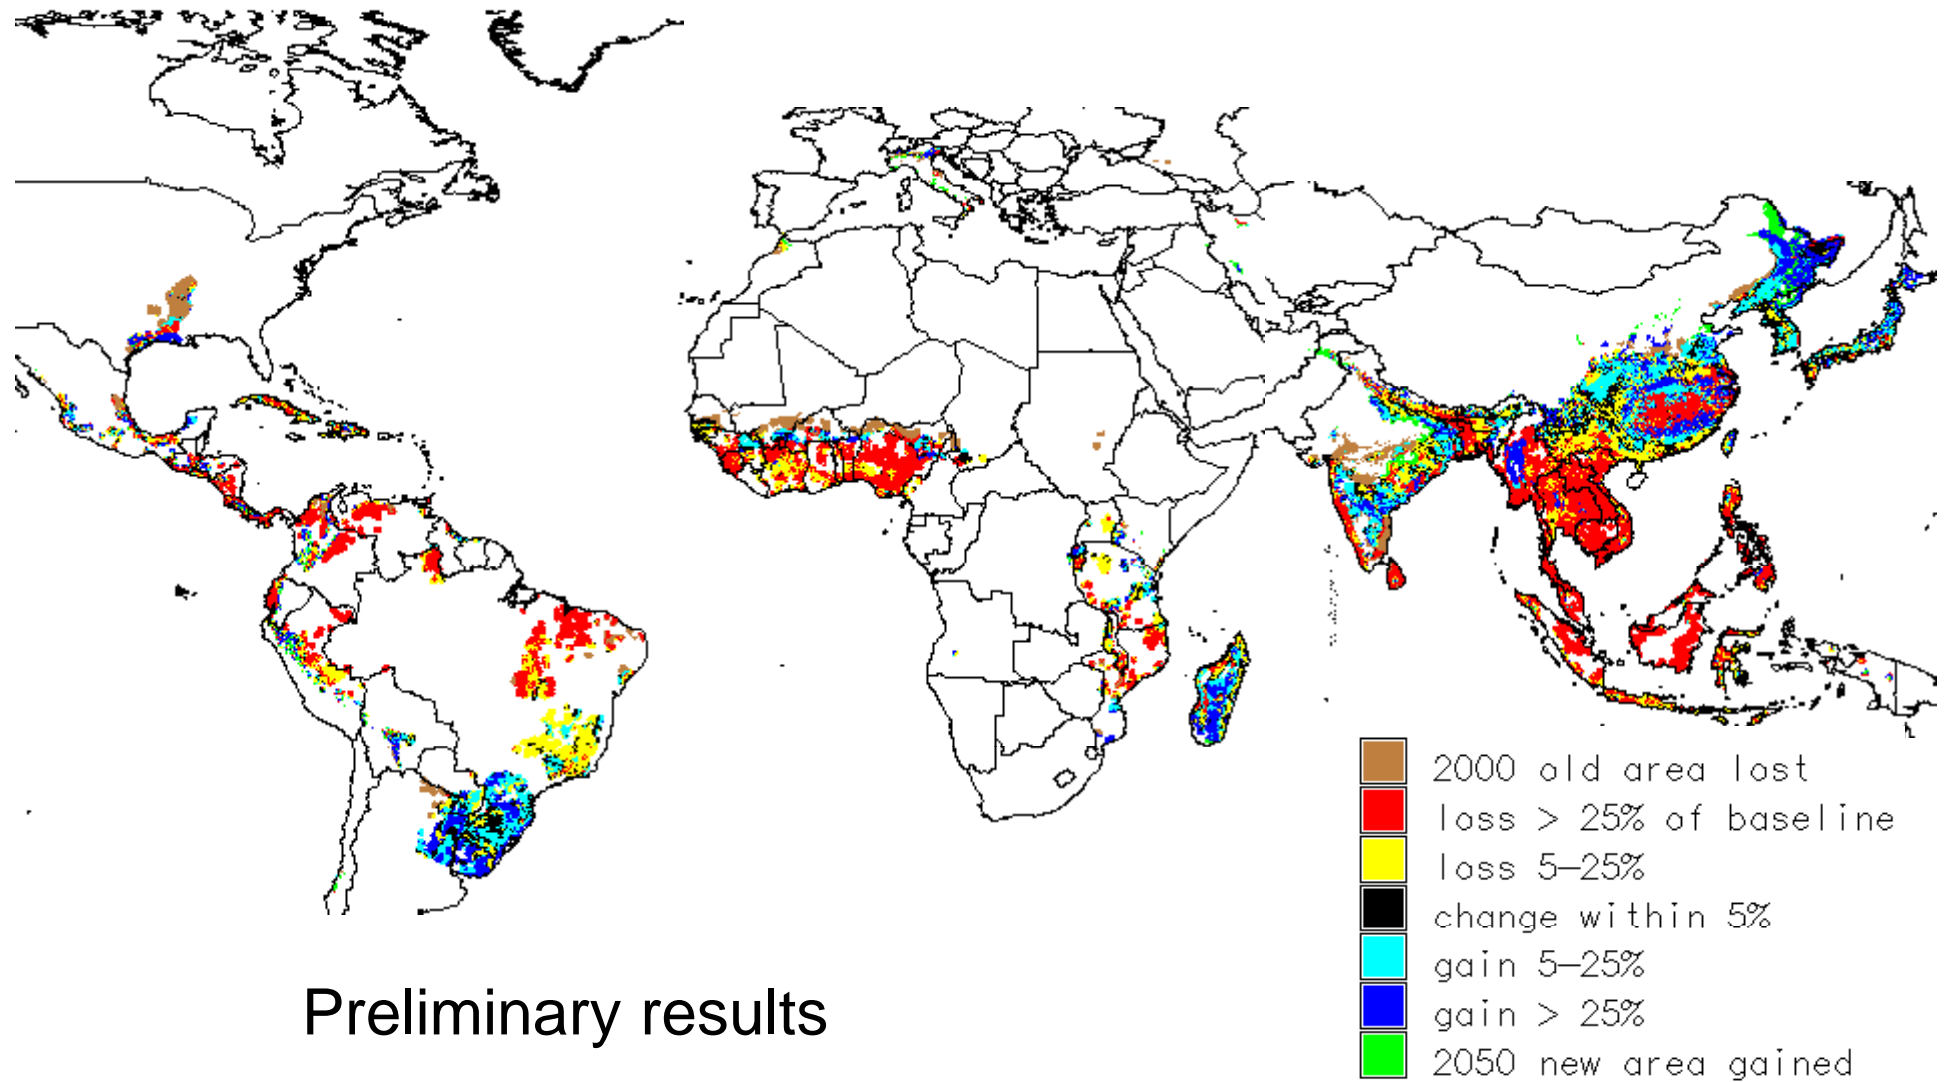 2000 old area lost
loss > 25% of baseline
loss 5–25%
change within 5%
gain 5–25%
gain > 25%
2050 new area gained
Preliminary results